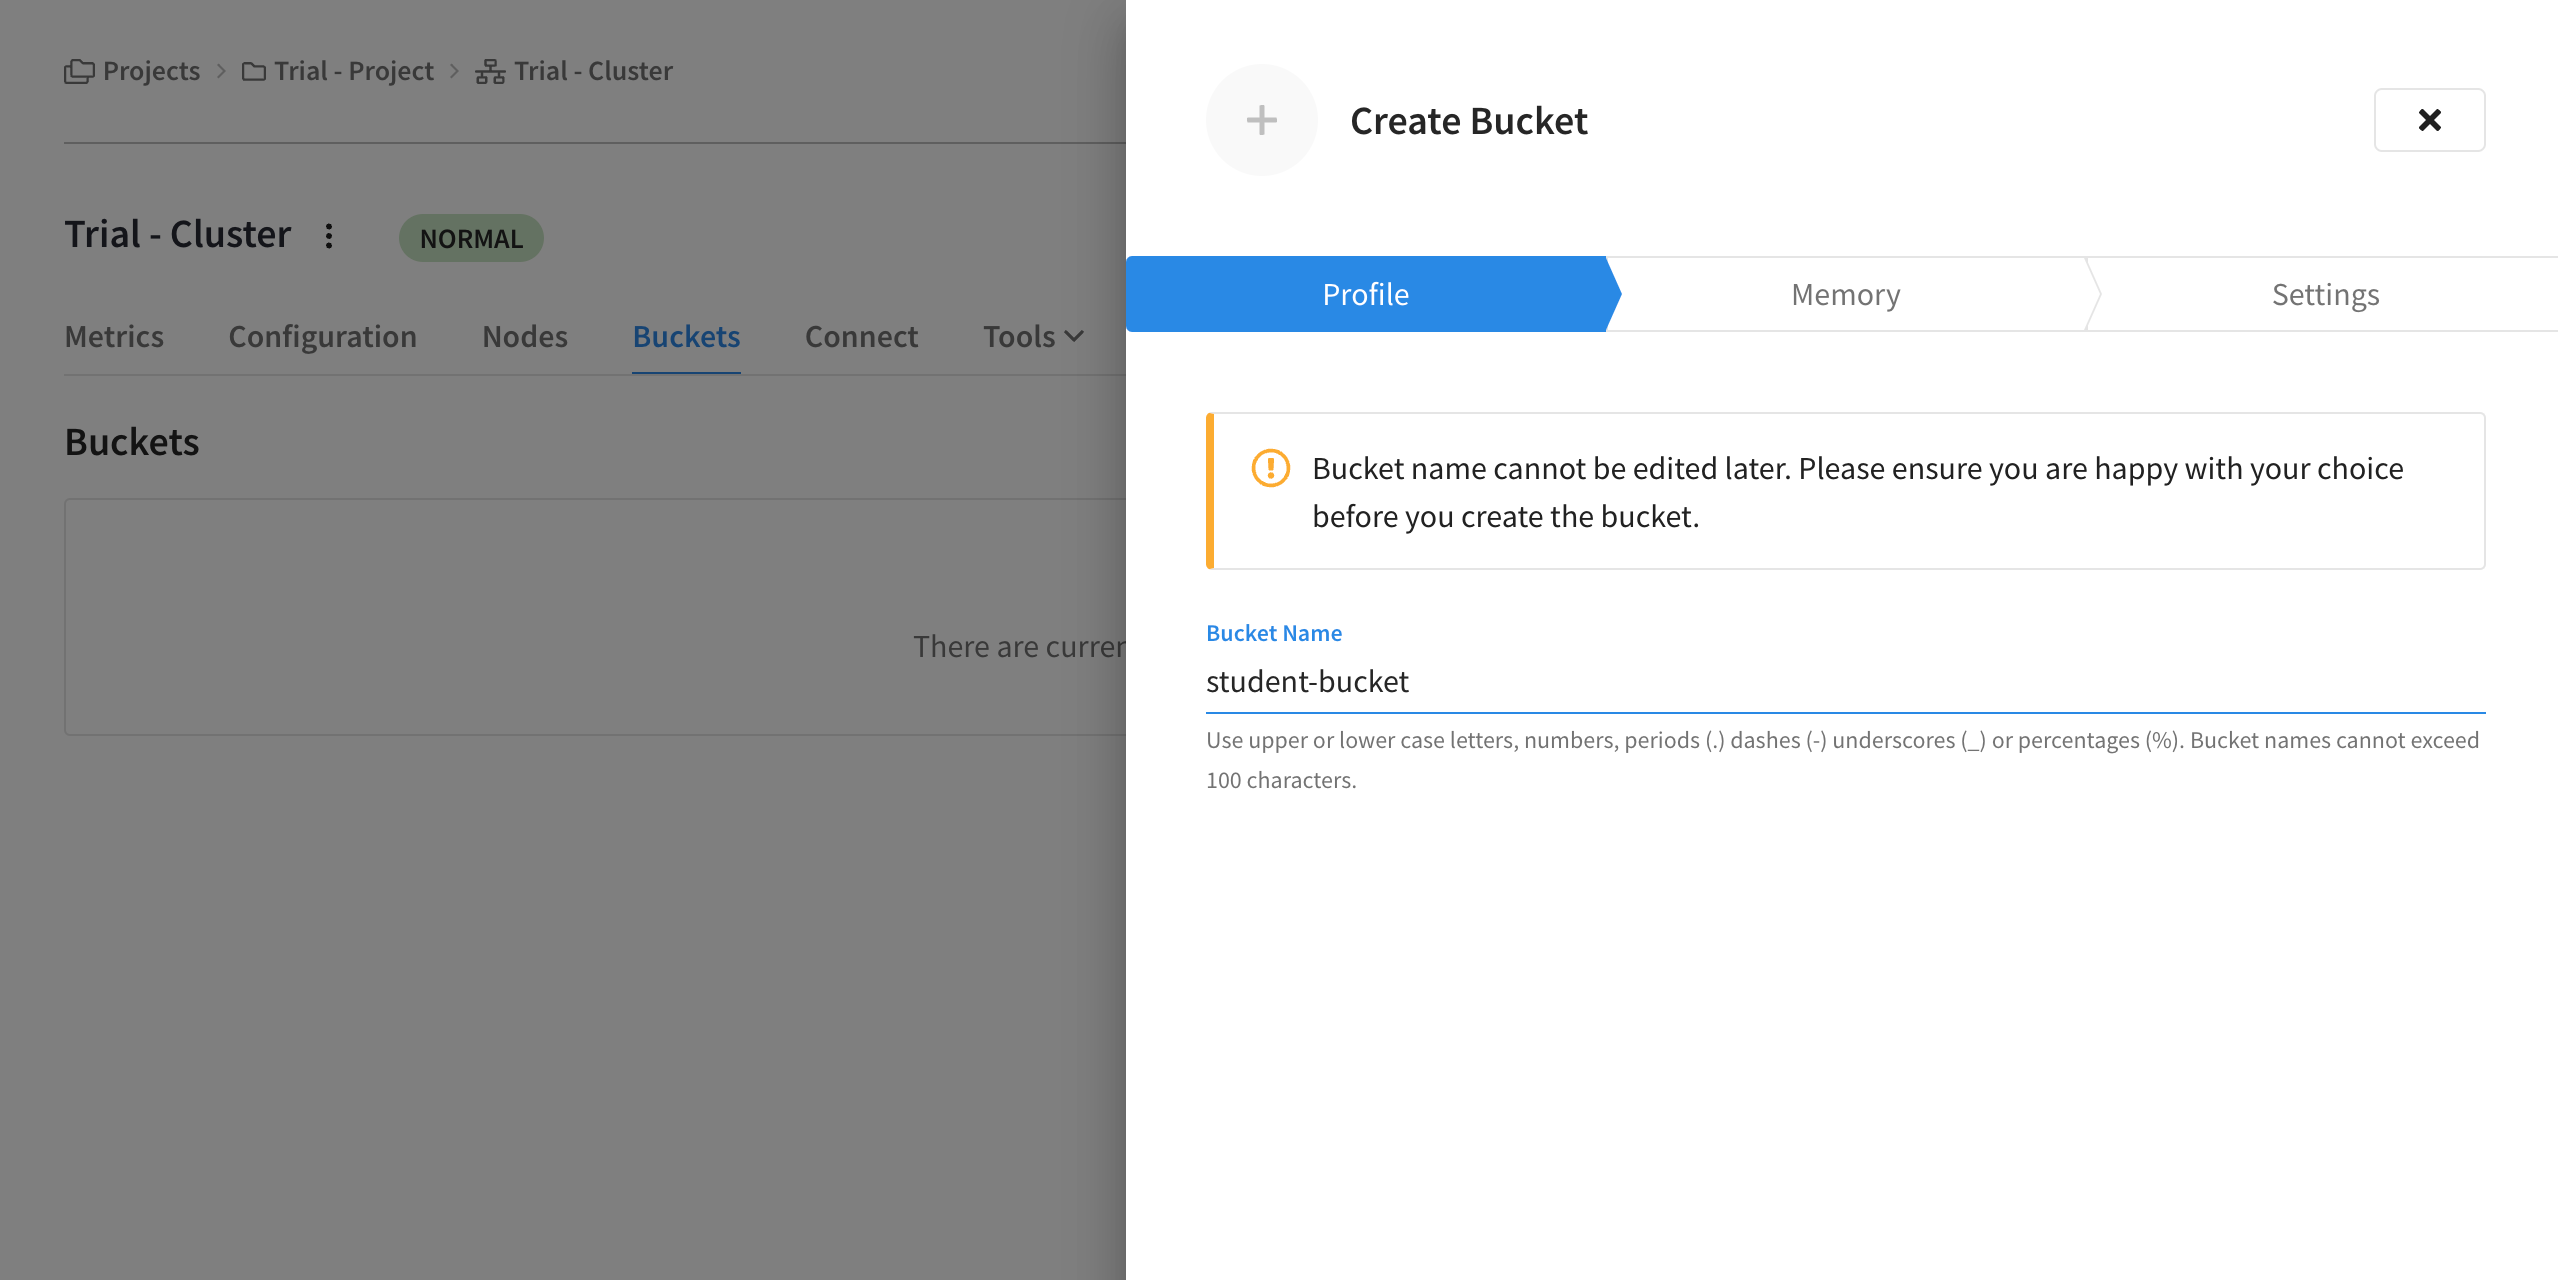 Projects > Trial - Project > Trial - Cluster
Trial - Cluster NORMAL
Metrics Configuration Nodes Buckets Connect Tools
Buckets
There are
Create Bucket
Profile Memory Settings
Bucket name cannot be edited later. Please ensure you are happy with your choice
before you create the bucket.
Bucket Name
student-bucket
Use upper or lower case letters, numbers, periods (.) dashes (-) underscores (_) or percentages (%). Bucket names cannot exceed
100 characters.